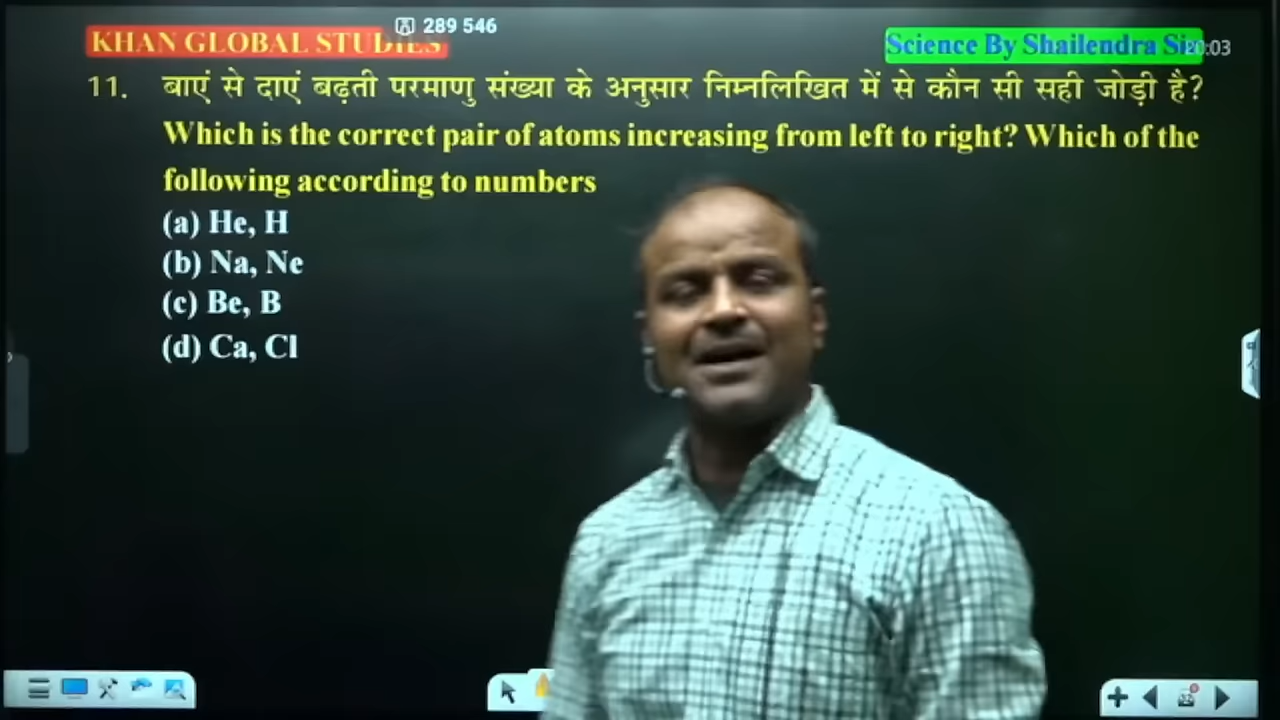 289 546
KHAN GLOBAL STUDIES
Science By Shailendra Sir
11. बाएं से दाएं बढ़ती परमाणु संख्या के अनुसार निम्नलिखित में से कौन सी सही जोड़ी है?
Which is the correct pair of atoms increasing from left to right? Which of the
following according to numbers
(a) He, H
(b) Na, Ne
(c) Be, B
(d) Ca, Cl